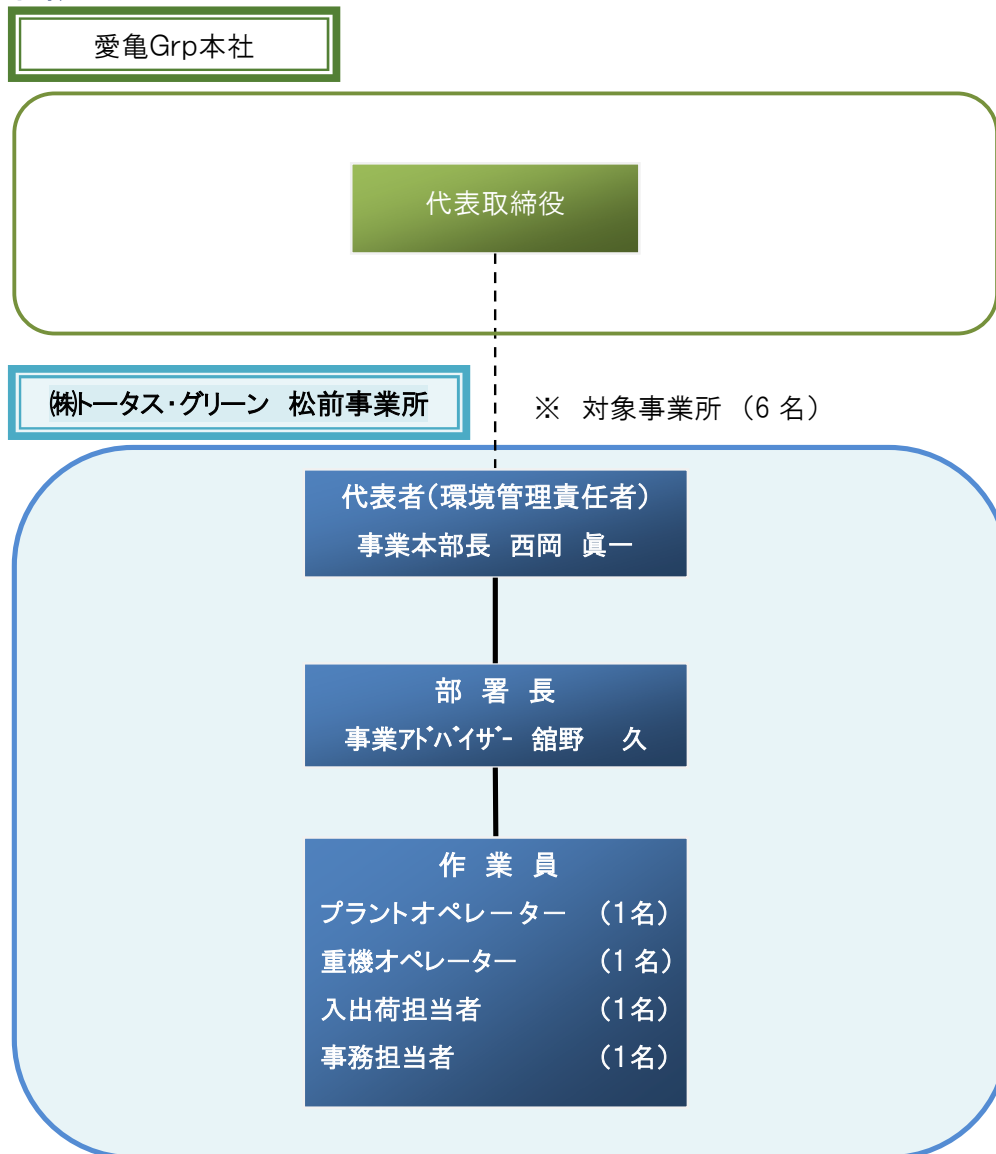 愛亀Grp本社
代表取締役
㈱トータス・グリーン 松前事業所
※ 対象事業所 （6 名）
代表者(環境管理責任者)
事業本部長 西岡 眞一
部 署 長
事業ｱﾄﾞﾊﾞｲｻﾞｰ 舘野 久
作 業 員
プラントオペレーター （1名）
重機オペレーター （1 名）
入出荷担当者 （1名）
事務担当者 （1名）